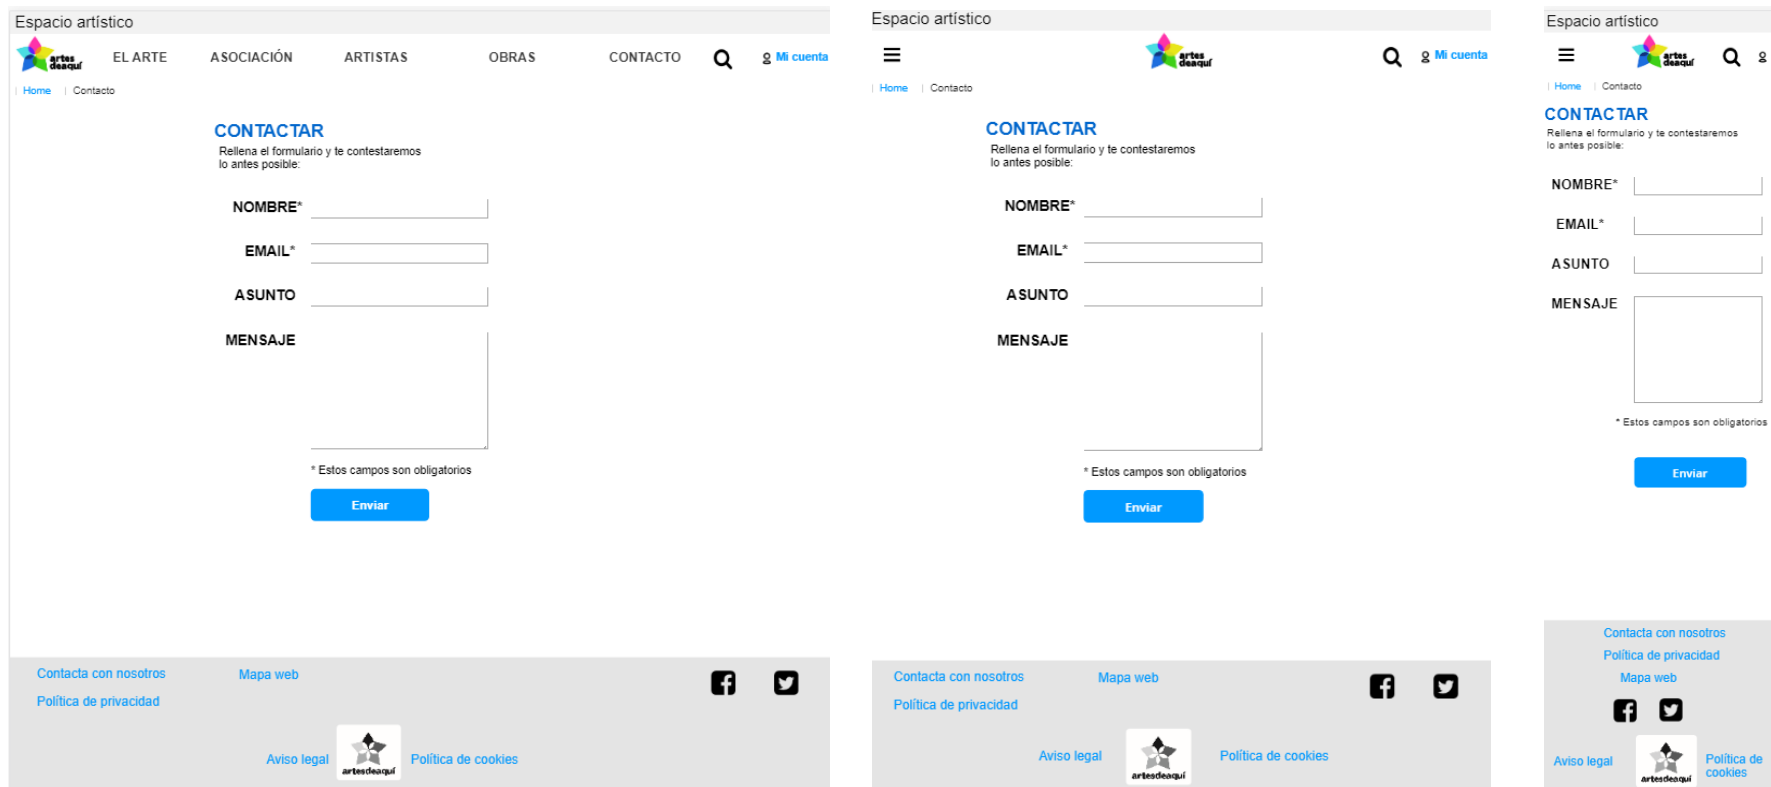 Espacio artístico
artes
deaquí
EL ARTE
ASOCIACIÓN
ARTISTAS
OBRAS
CONTACTO
Mi cuenta
Home
Contacto
CONTACTAR
Rellena el formulario y te contestaremos
lo antes posible:
NOMBRE*
EMAIL*
ASUNTO
MENSAJE
* Estos campos son obligatorios
Enviar
Contacta con nosotros
Mapa web
Política de privacidad
Aviso legal
artesdeaquí
Política de cookies
Espacio artístico
artes
deaquí
Mi cuenta
Home
Contacto
CONTACTAR
Rellena el formulario y te contestaremos
lo antes posible:
NOMBRE*
EMAIL*
ASUNTO
MENSAJE
* Estos campos son obligatorios
Enviar
Contacta con nosotros
Mapa web
Política de privacidad
Aviso legal
artesdeaquí
Política de cookies
Espacio artístico
artes
deaquí
Home
Contacto
CONTACTAR
Rellena el formulario y te contestaremos
lo antes posible:
NOMBRE*
EMAIL*
ASUNTO
MENSAJE
* Estos campos son obligatorios
Enviar
Contacta con nosotros
Política de privacidad
Mapa web
Aviso legal
artesdeaquí
Política de
cookies